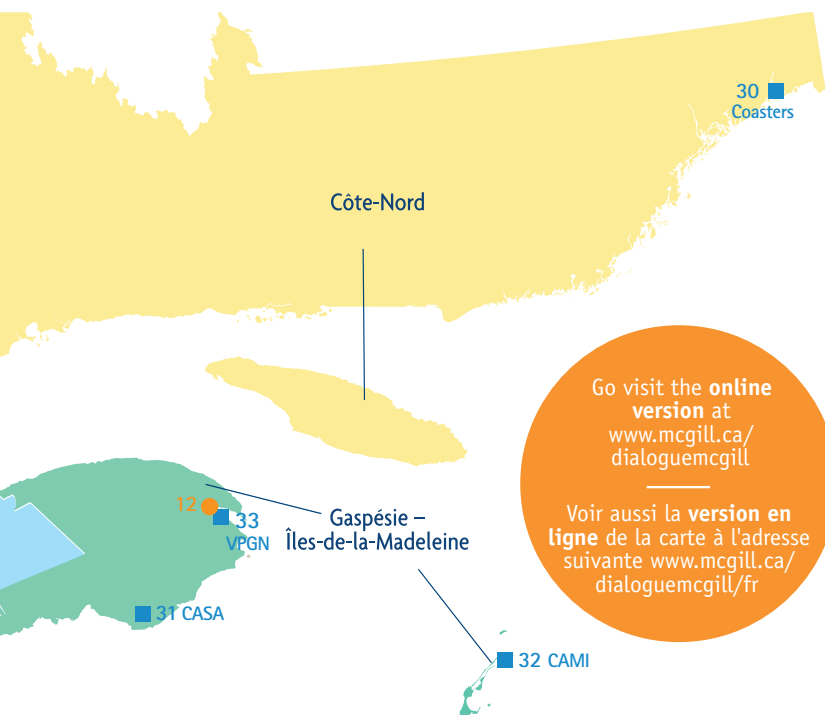 30
Coasters
Côte-Nord
Go visit the online
version at
www.mcgill.ca/
dialoguemcgill
Voir aussi la version en
ligne de la carte à l'adresse
suivante www.mcgill.ca/
dialoguemcgill/fr
12
33
VPGN
Gaspésie –
Îles-de-la-Madeleine
31 CASA
32 CAMI